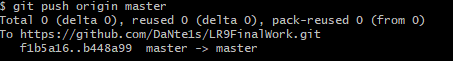 $ git push origin master
Total 0 (delta 0), reused 0 (delta 0), pack-reused 0 (from 0)
To https://github.com/DaNte1s/LR9FinalWork.git
   f1b5a16..b448a99  master -> master